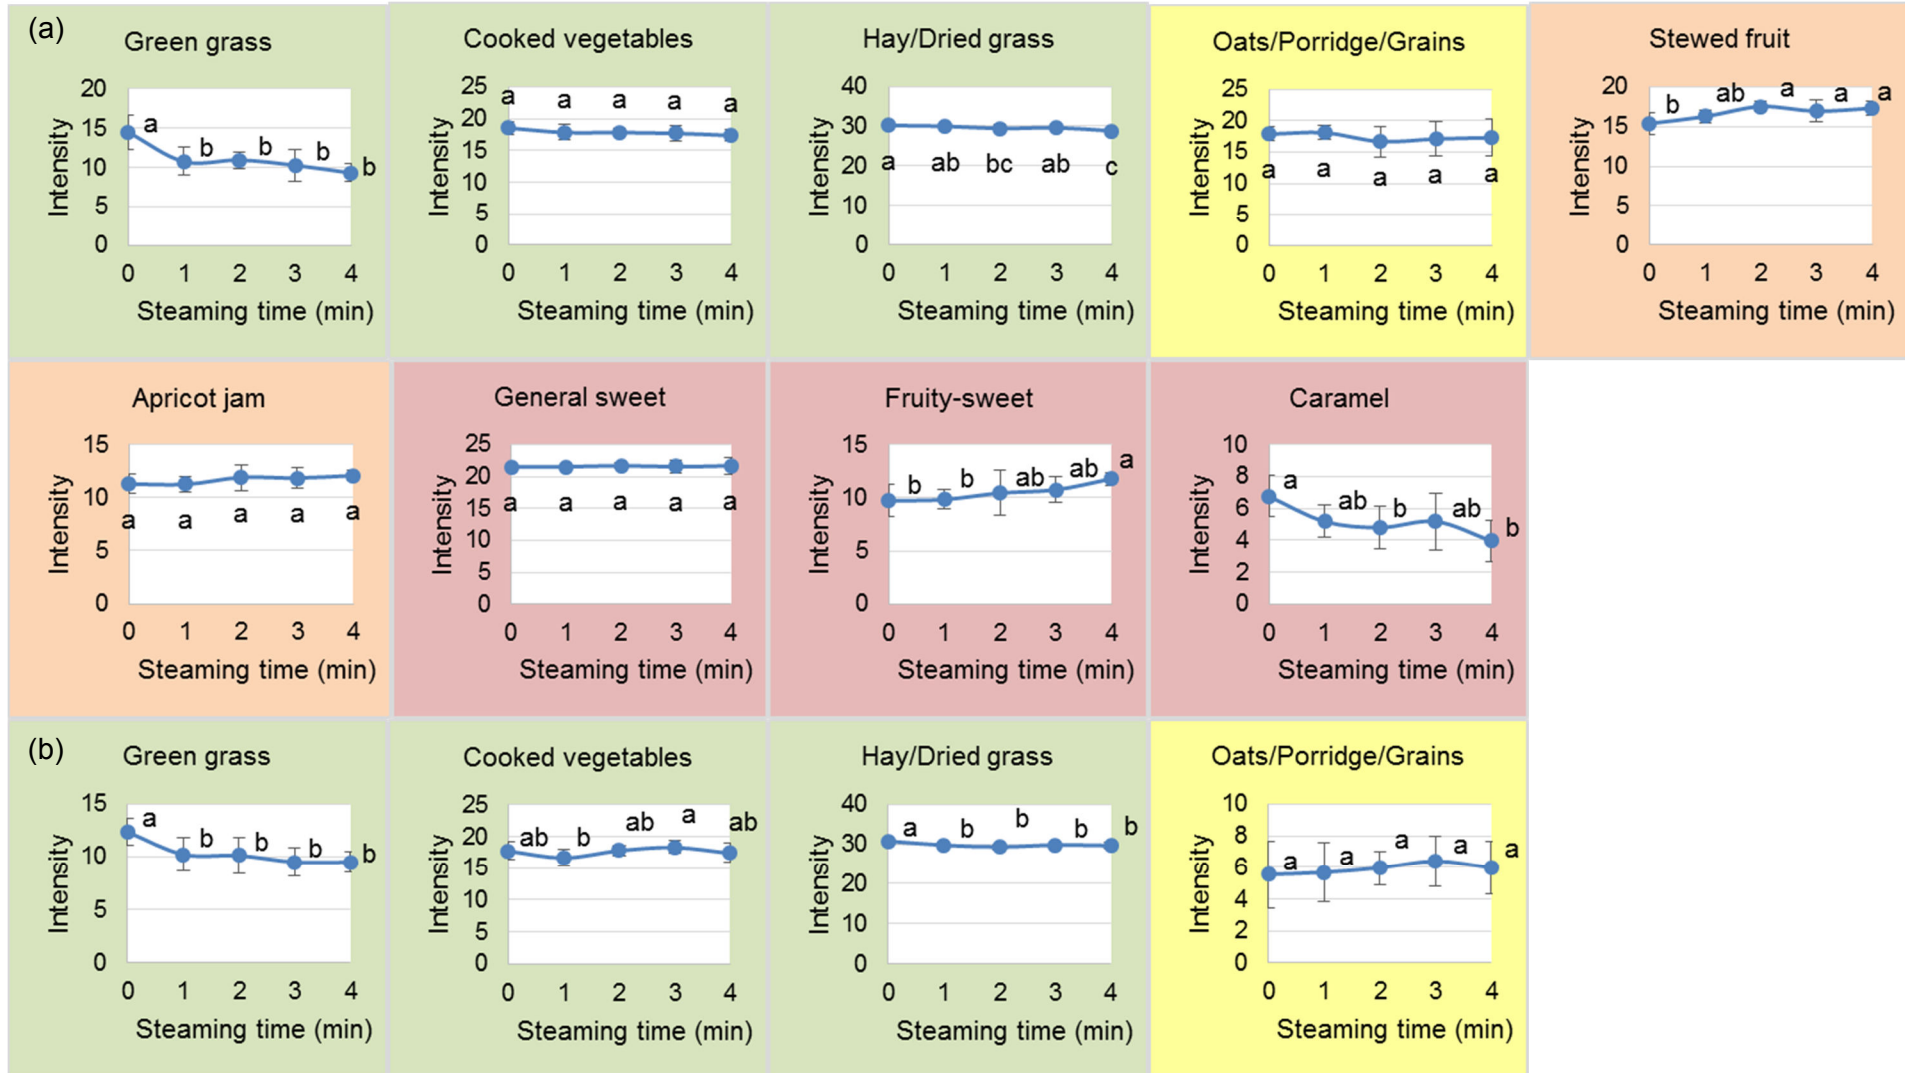 (a)
Green grass
20
15
10
5
0
Intensity
a b b b b
0 1 2 3 4
Steaming time (min)
Cooked vegetables
25
20
15
10
5
0
Intensity
a a a a a
0 1 2 3 4
Steaming time (min)
Hay/Dried grass
40
30
20
10
0
Intensity
a ab bc ab c
0 1 2 3 4
Steaming time (min)
Oats/Porridge/Grains
25
20
15
10
5
0
Intensity
a a a a a
0 1 2 3 4
Steaming time (min)
Stewed fruit
20
15
10
5
0
Intensity
b ab a a a
0 1 2 3 4
Steaming time (min)
Apricot jam
15
10
5
0
Intensity
a a a a a
0 1 2 3 4
Steaming time (min)
General sweet
25
20
15
10
5
0
Intensity
a a a a a
0 1 2 3 4
Steaming time (min)
Fruity-sweet
15
10
5
0
Intensity
b b ab ab a
0 1 2 3 4
Steaming time (min)
Caramel
10
8
6
4
2
0
Intensity
a ab b ab b
0 1 2 3 4
Steaming time (min)
(b)
Green grass
15
10
5
0
Intensity
a b b b b
0 1 2 3 4
Steaming time (min)
Cooked vegetables
25
20
15
10
5
0
Intensity
ab b ab a ab
0 1 2 3 4
Steaming time (min)
Hay/Dried grass
40
30
20
10
0
Intensity
a b b b b
0 1 2 3 4
Steaming time (min)
Oats/Porridge/Grains
10
8
6
4
2
0
Intensity
a a a a a
0 1 2 3 4
Steaming time (min)